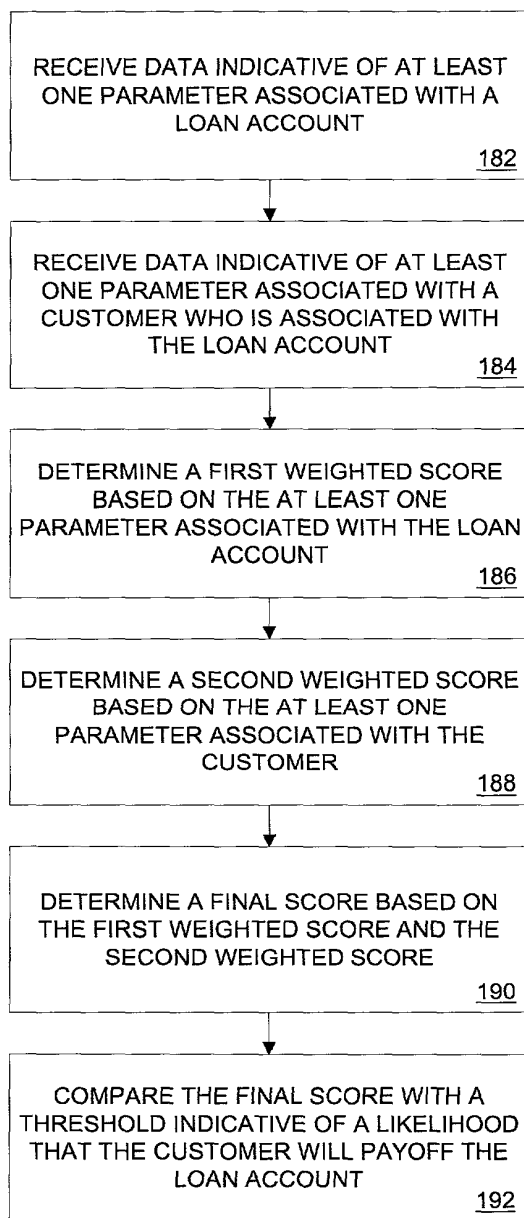 RECEIVE DATA INDICATIVE OF AT LEAST
ONE PARAMETER ASSOCIATED WITH A
LOAN ACCOUNT
182
RECEIVE DATA INDICATIVE OF AT LEAST
ONE PARAMETER ASSOCIATED WITH A
CUSTOMER WHO IS ASSOCIATED WITH
THE LOAN ACCOUNT
184
DETERMINE A FIRST WEIGHTED SCORE
BASED ON THE AT LEAST ONE
PARAMETER ASSOCIATED WITH THE LOAN
ACCOUNT
186
DETERMINE A SECOND WEIGHTED SCORE
BASED ON THE AT LEAST ONE
PARAMETER ASSOCIATED WITH THE
CUSTOMER
188
DETERMINE A FINAL SCORE BASED ON
THE FIRST WEIGHTED SCORE AND THE
SECOND WEIGHTED SCORE
190
COMPARE THE FINAL SCORE WITH A
THRESHOLD INDICATIVE OF A LIKELIHOOD
THAT THE CUSTOMER WILL PAYOFF THE
LOAN ACCOUNT
192